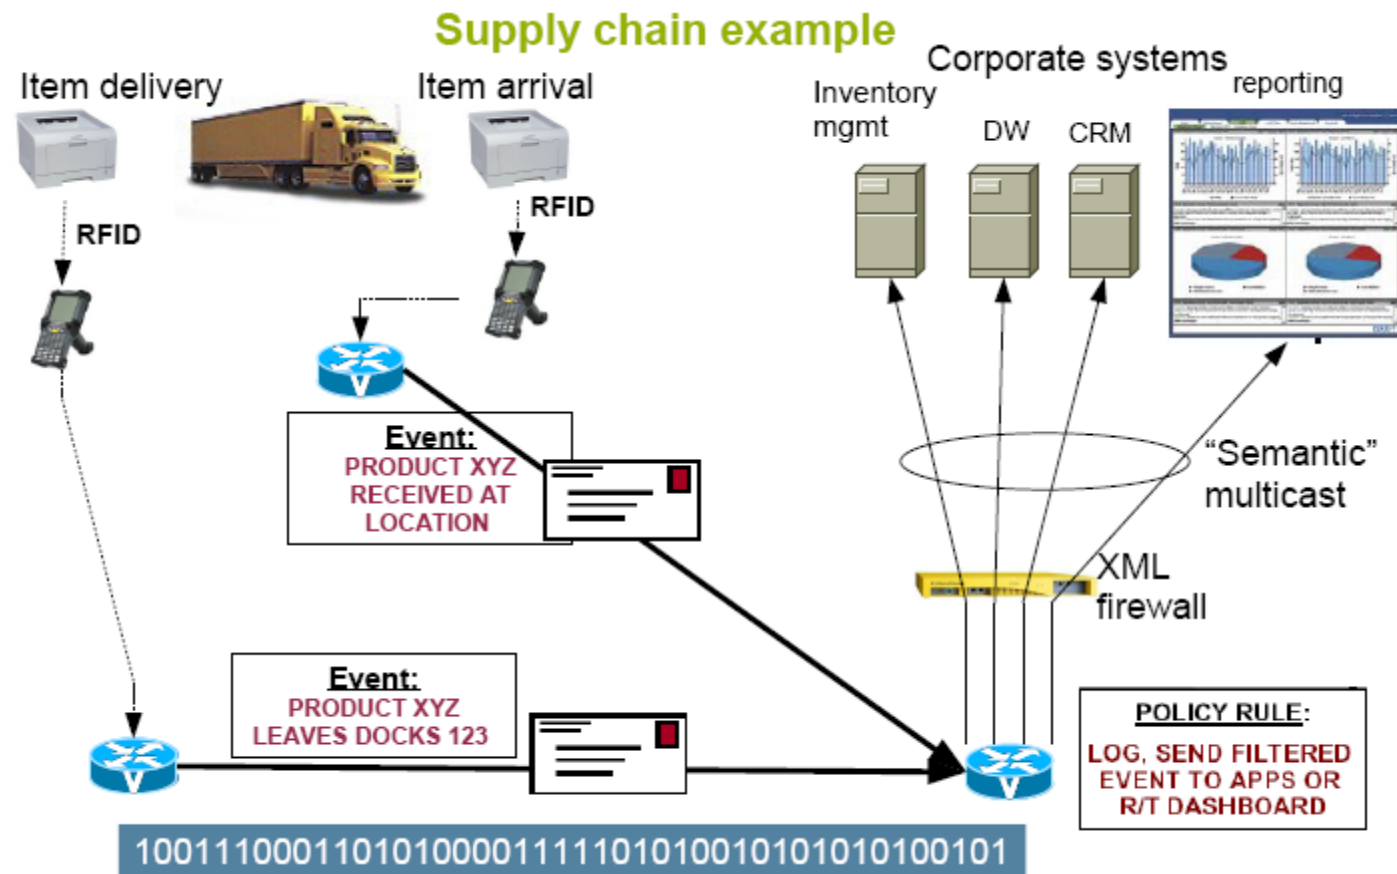 Supply chain example
Item delivery
Item arrival
Corporate systems
Inventory
mgmt
DW
CRM
reporting
RFID
RFID
V
Event:
PRODUCT XYZ
RECEIVED AT
LOCATION
"Semantic"
multicast
XML
firewall
Event:
PRODUCT XYZ
LEAVES DOCKS 123
V
V
POLICY RULE:
LOG, SEND FILTERED
EVENT TO APPS OR
R/T DASHBOARD